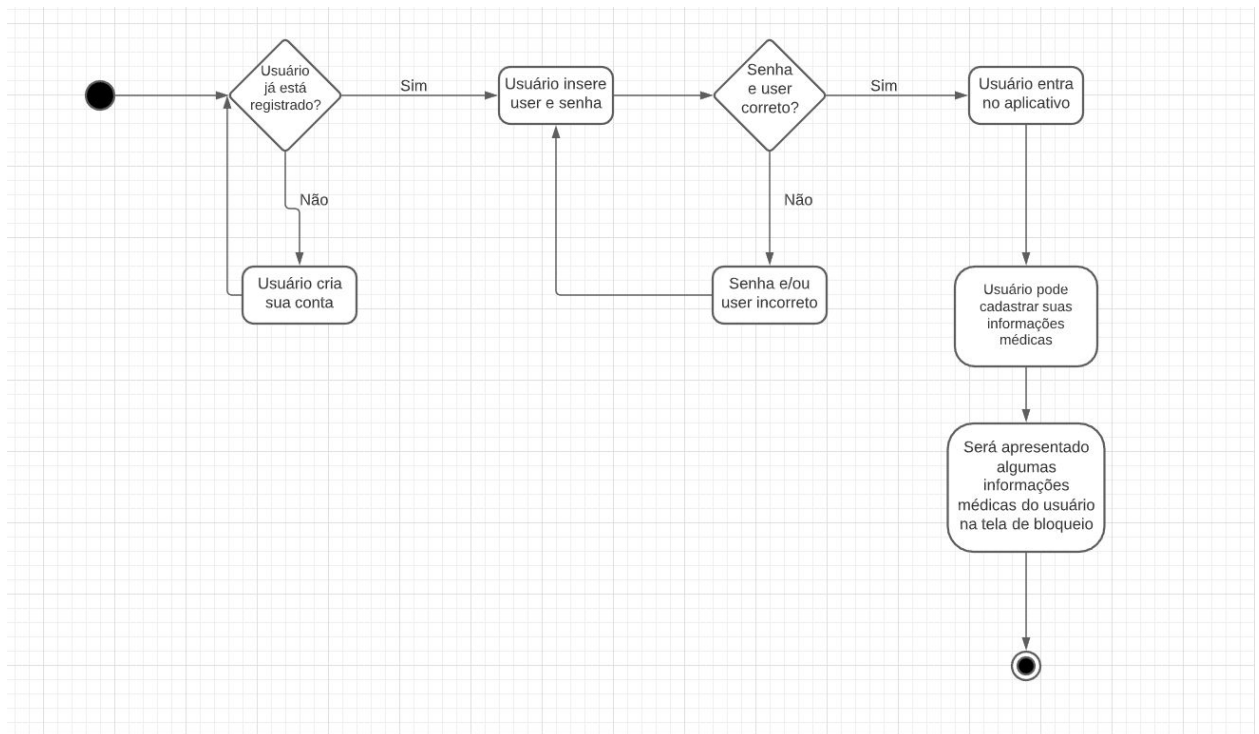 Usuário
já está
registrado?
Sim
Usuário insere
user e senha
Senha
e user
correto?
Sim
Usuário entra
no aplicativo
Não
Não
Usuário cria
sua conta
Senha e/ou
user incorreto
Usuário pode
cadastrar suas
informações
médicas
Será apresentado
algumas
informações
médicas do usuário
na tela de bloqueio